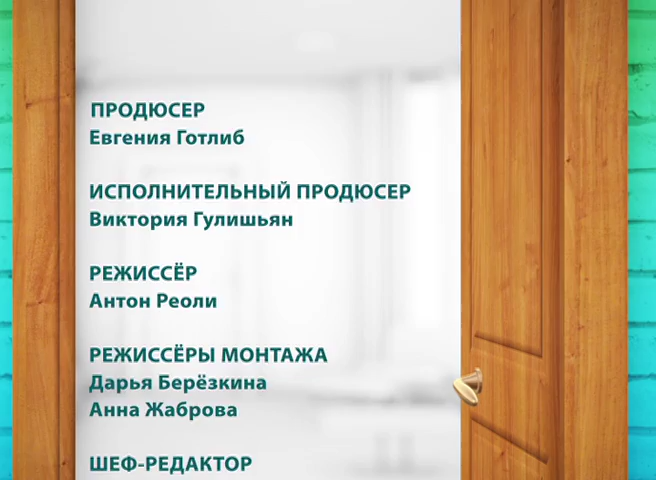 ПРОДЮСЕР
Евгения Готлиб
ИСПОЛНИТЕЛЬНЫЙ ПРОДЮСЕР
Виктория Гулишьян
РЕЖИССЁР
Антон Реоли
РЕЖИССЁРЫ МОНТАЖА
Дарья Берёзкина
Анна Жаброва
ШЕФ-РЕДАКТОР